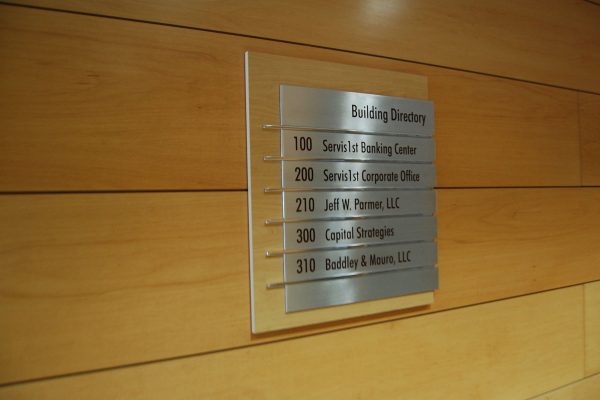 Building Directory
100 Servis1st Banking Center
200 Servis1st Corporate Office
210 Jeff W. Parmer, LLC
300 Capital Strategies
310 Baddley & Mauro, LLC